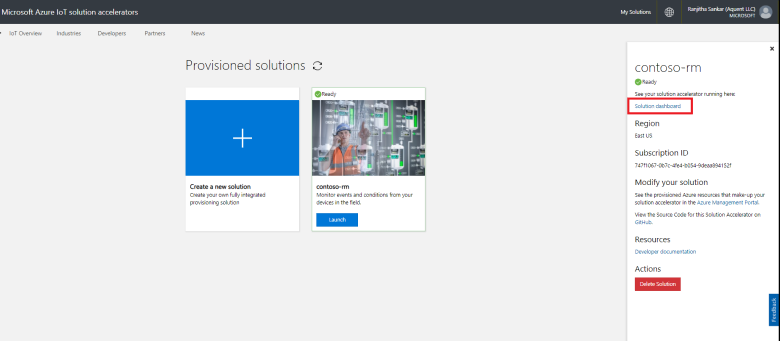 Microsoft Azure IoT solution accelerators
My Solutions
Ranjitha Sankar (Aquent LLC)
MICROSOFT
IoT Overview Industries Developers Partners News
Provisioned solutions
Create a new solution
Create your own fully integrated
provisioning solution
Ready
contoso-rm
Monitor events and conditions from your
devices in the field.
Launch
contoso-rm
Ready
See your solution accelerator running here:
Solution dashboard
Region
East US
Subscription ID
747f1067-0b7c-4fe4-b054-9deaa894152f
Modify your solution
See the provisioned Azure resources that make-up your
solution accelerator in the Azure Management Portal.
View the Source Code for this Solution Accelerator on
GitHub.
Resources
Developer documentation
Actions
Delete Solution
Feedback